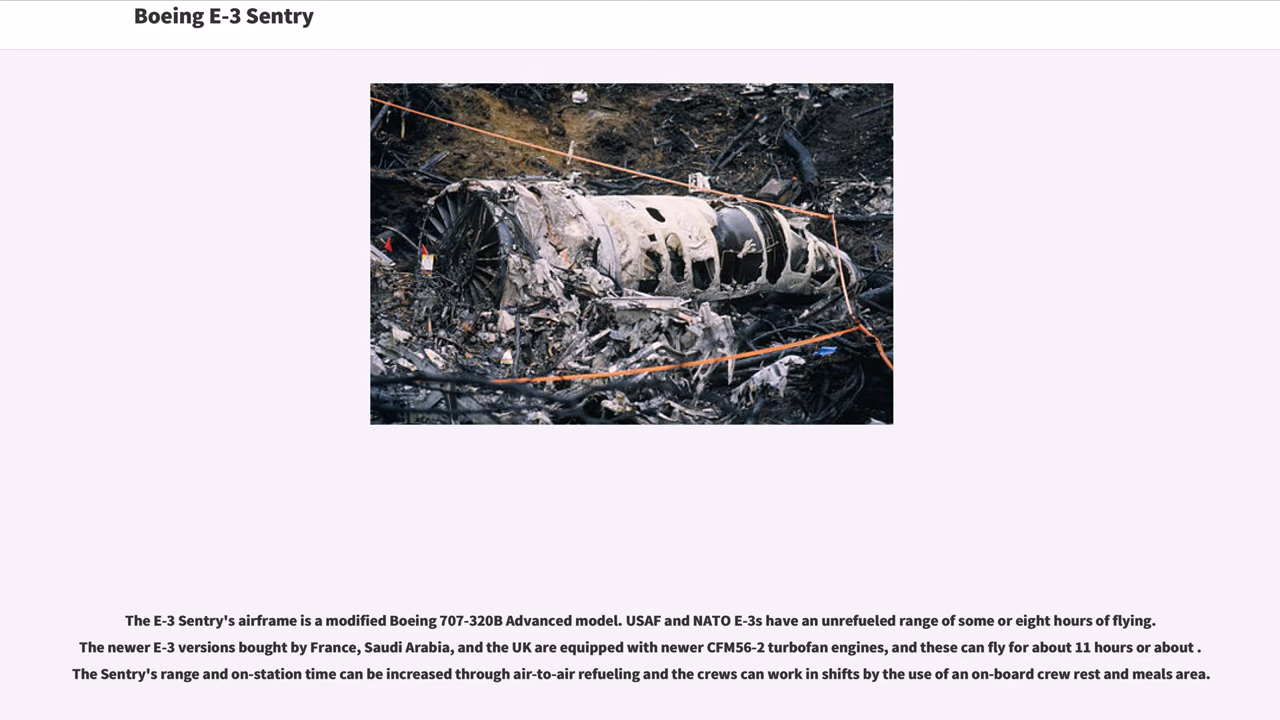 Boeing E-3 Sentry
The E-3 Sentry's airframe is a modified Boeing 707-320B Advanced model. USAF and NATO E-3s have an unrefueled range of some or eight hours of flying.
The newer E-3 versions bought by France, Saudi Arabia, and the UK are equipped with newer CFM56-2 turbofan engines, and these can fly for about 11 hours or about .
The Sentry's range and on-station time can be increased through air-to-air refueling and the crews can work in shifts by the use of an on-board crew rest and meals area.